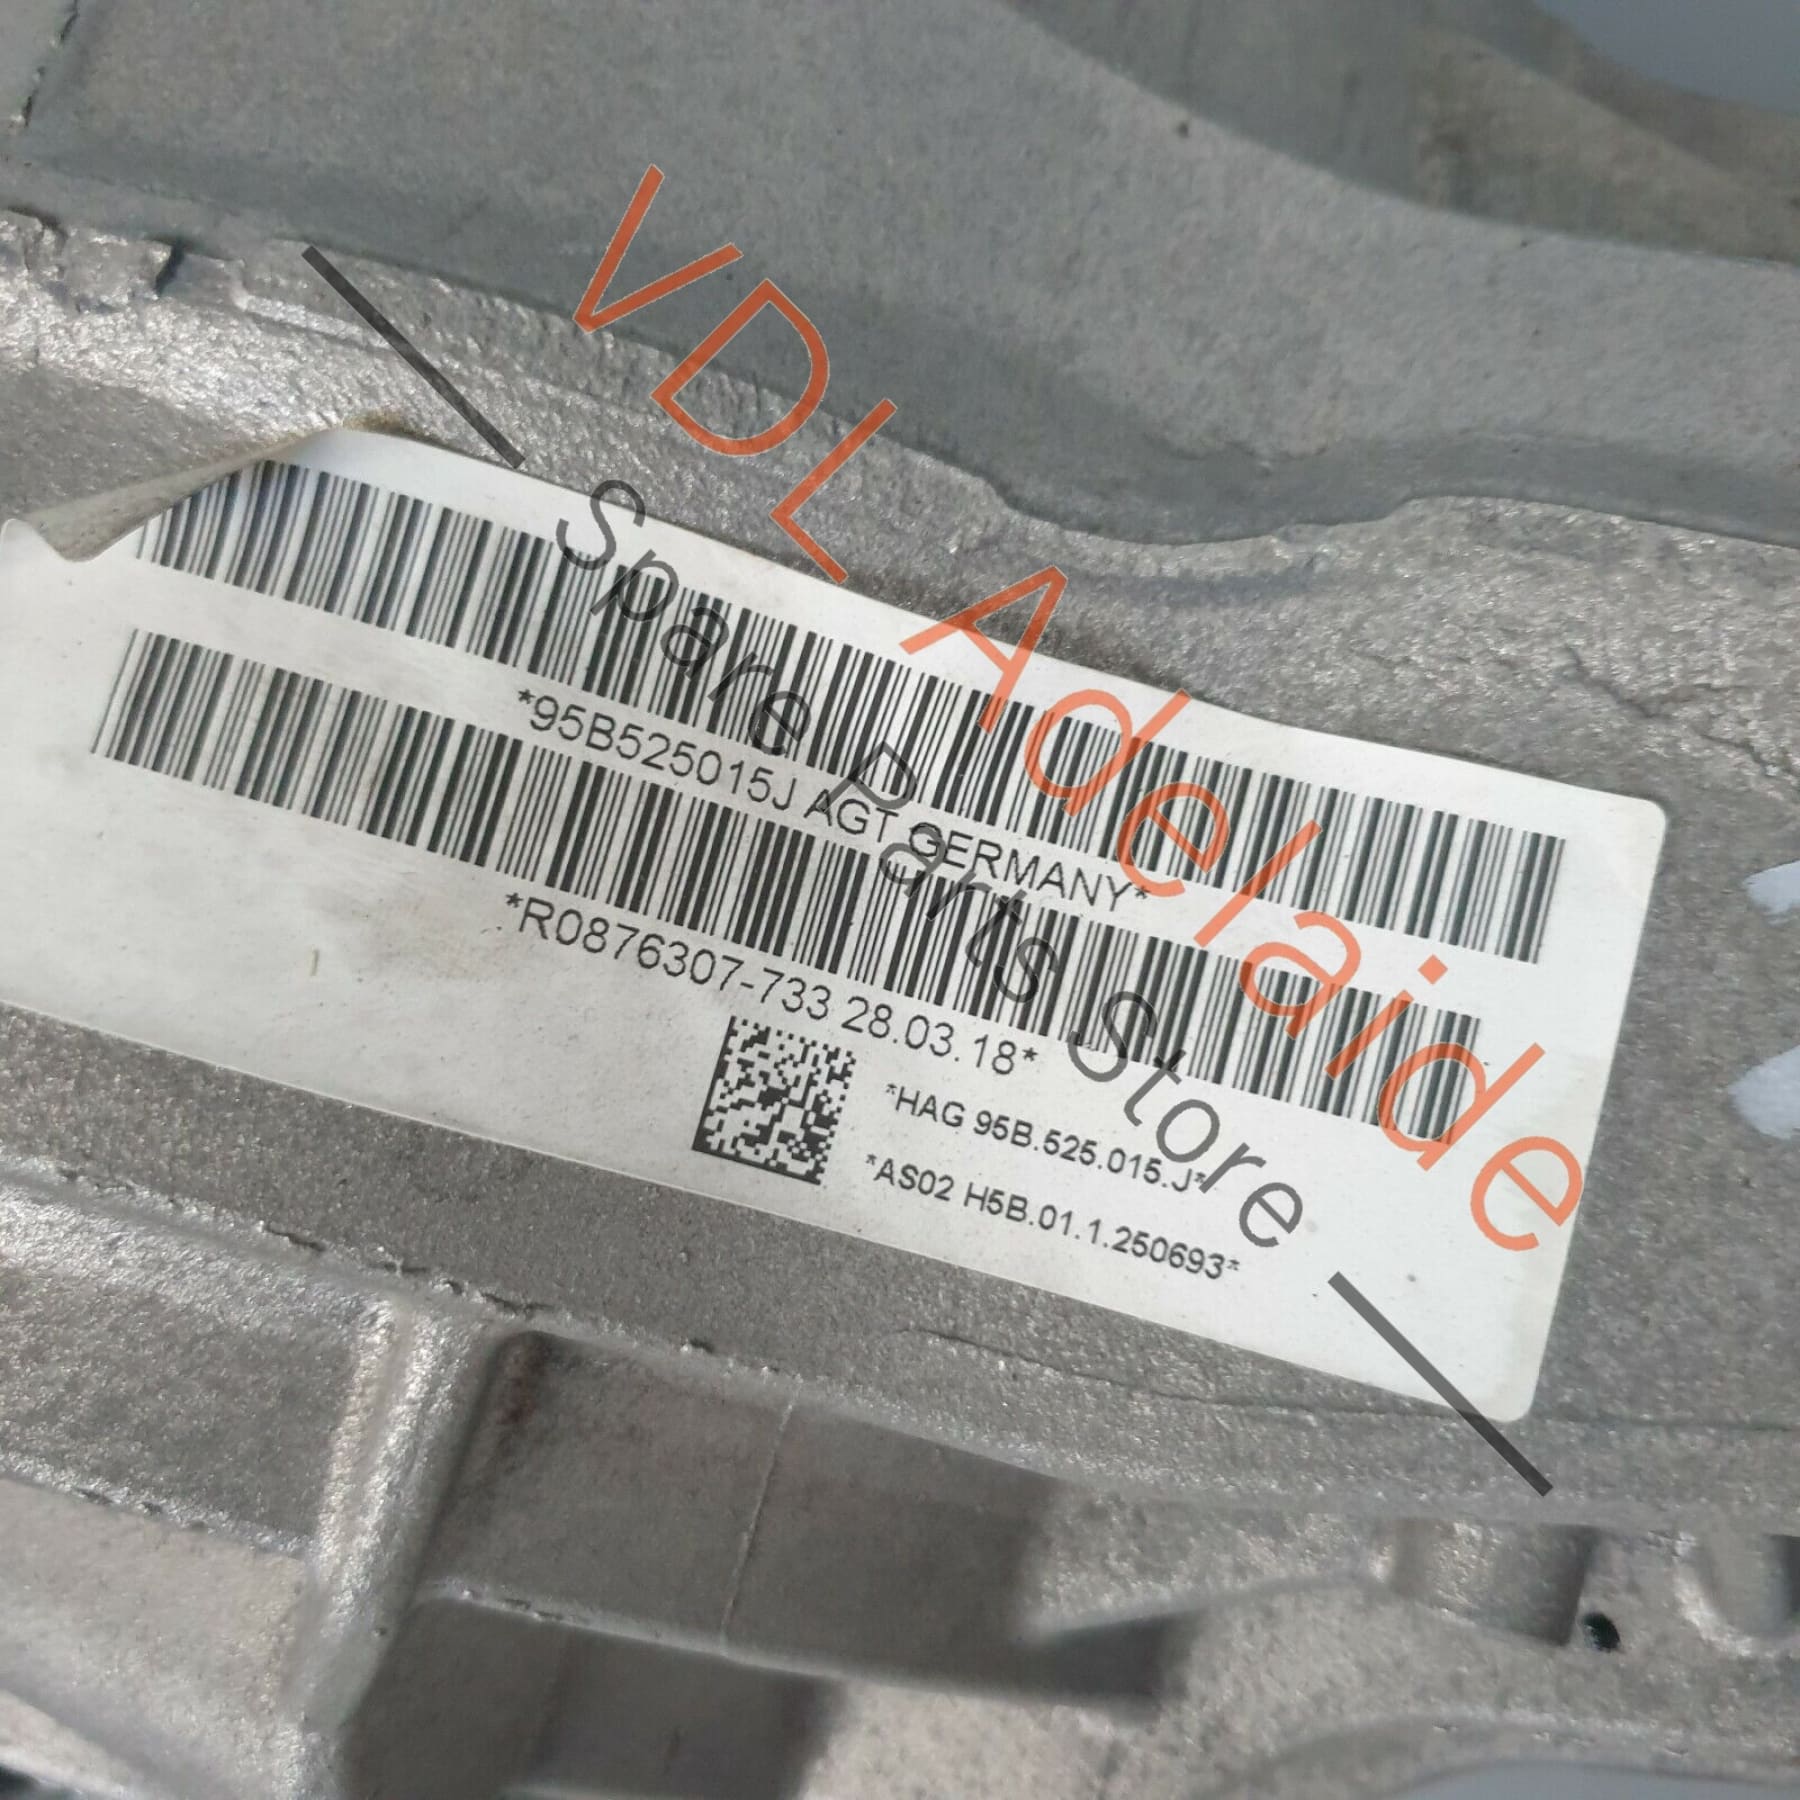 VDL Adelaide
Spare Parts Store
*95B525015J AGT GERMANY*
*R0876307-733 28.03.18*
*HAG 95B.525.015.J*
*AS02 H5B.01.1.250693*